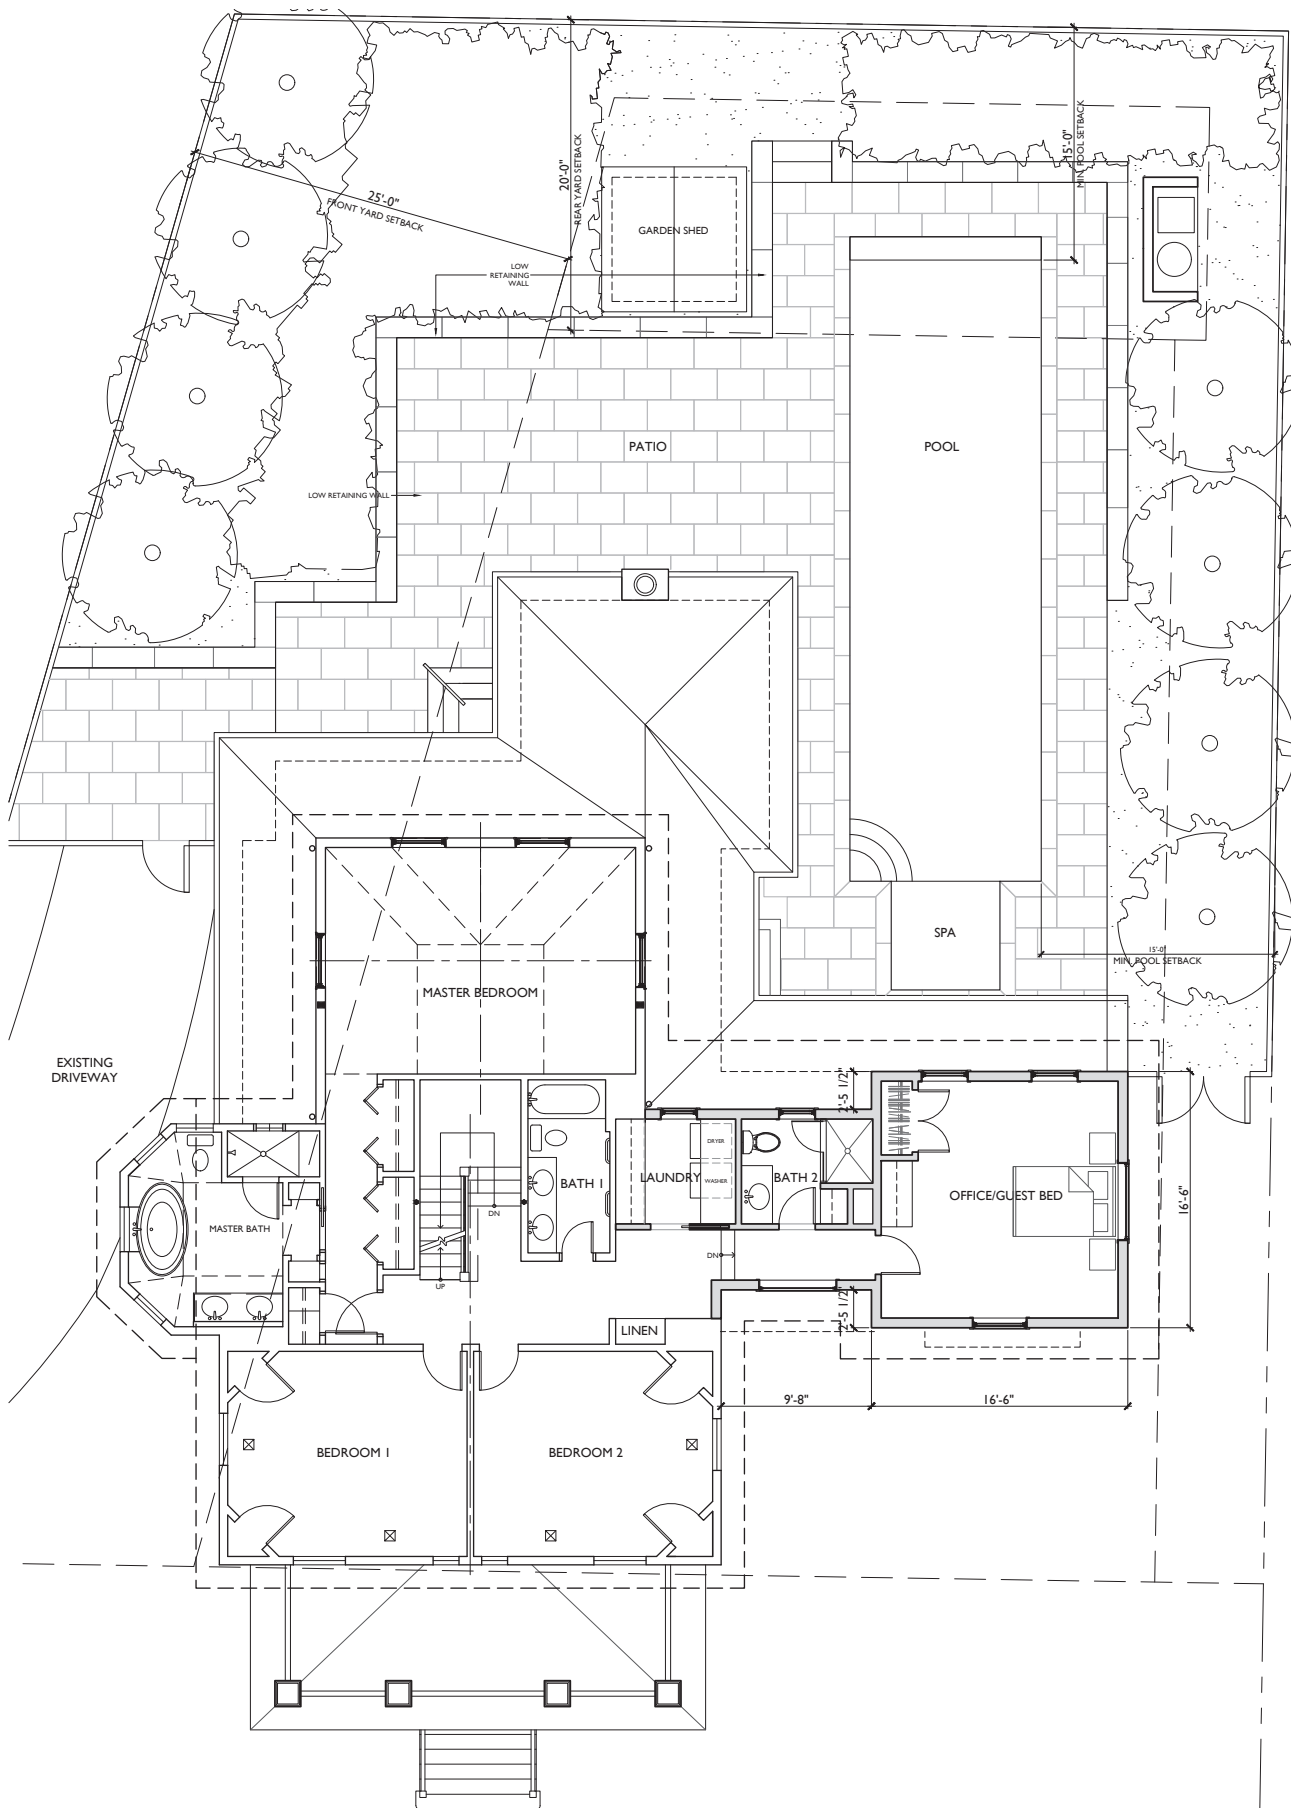 15'-0"
MIN. POOL SETBACK
20'-0"
REAR YARD SETBACK
25'-0"
FRONT YARD SETBACK
GARDEN SHED
LOW
RETAINING
WALL
PATIO
POOL
LOW RETAINING WALL
SPA
15'-0"
MIN. POOL SETBACK
MASTER BEDROOM
EXISTING
DRIVEWAY
2'-5 1/2"
DRYER
LAUNDRY
WASHER
BATH 1
BATH 2
OFFICE/GUEST BED
16'-6"
MASTER BATH
DN
DN
UP
2'-5 1/2"
LINEN
9'-8"
16'-6"
BEDROOM 1
BEDROOM 2